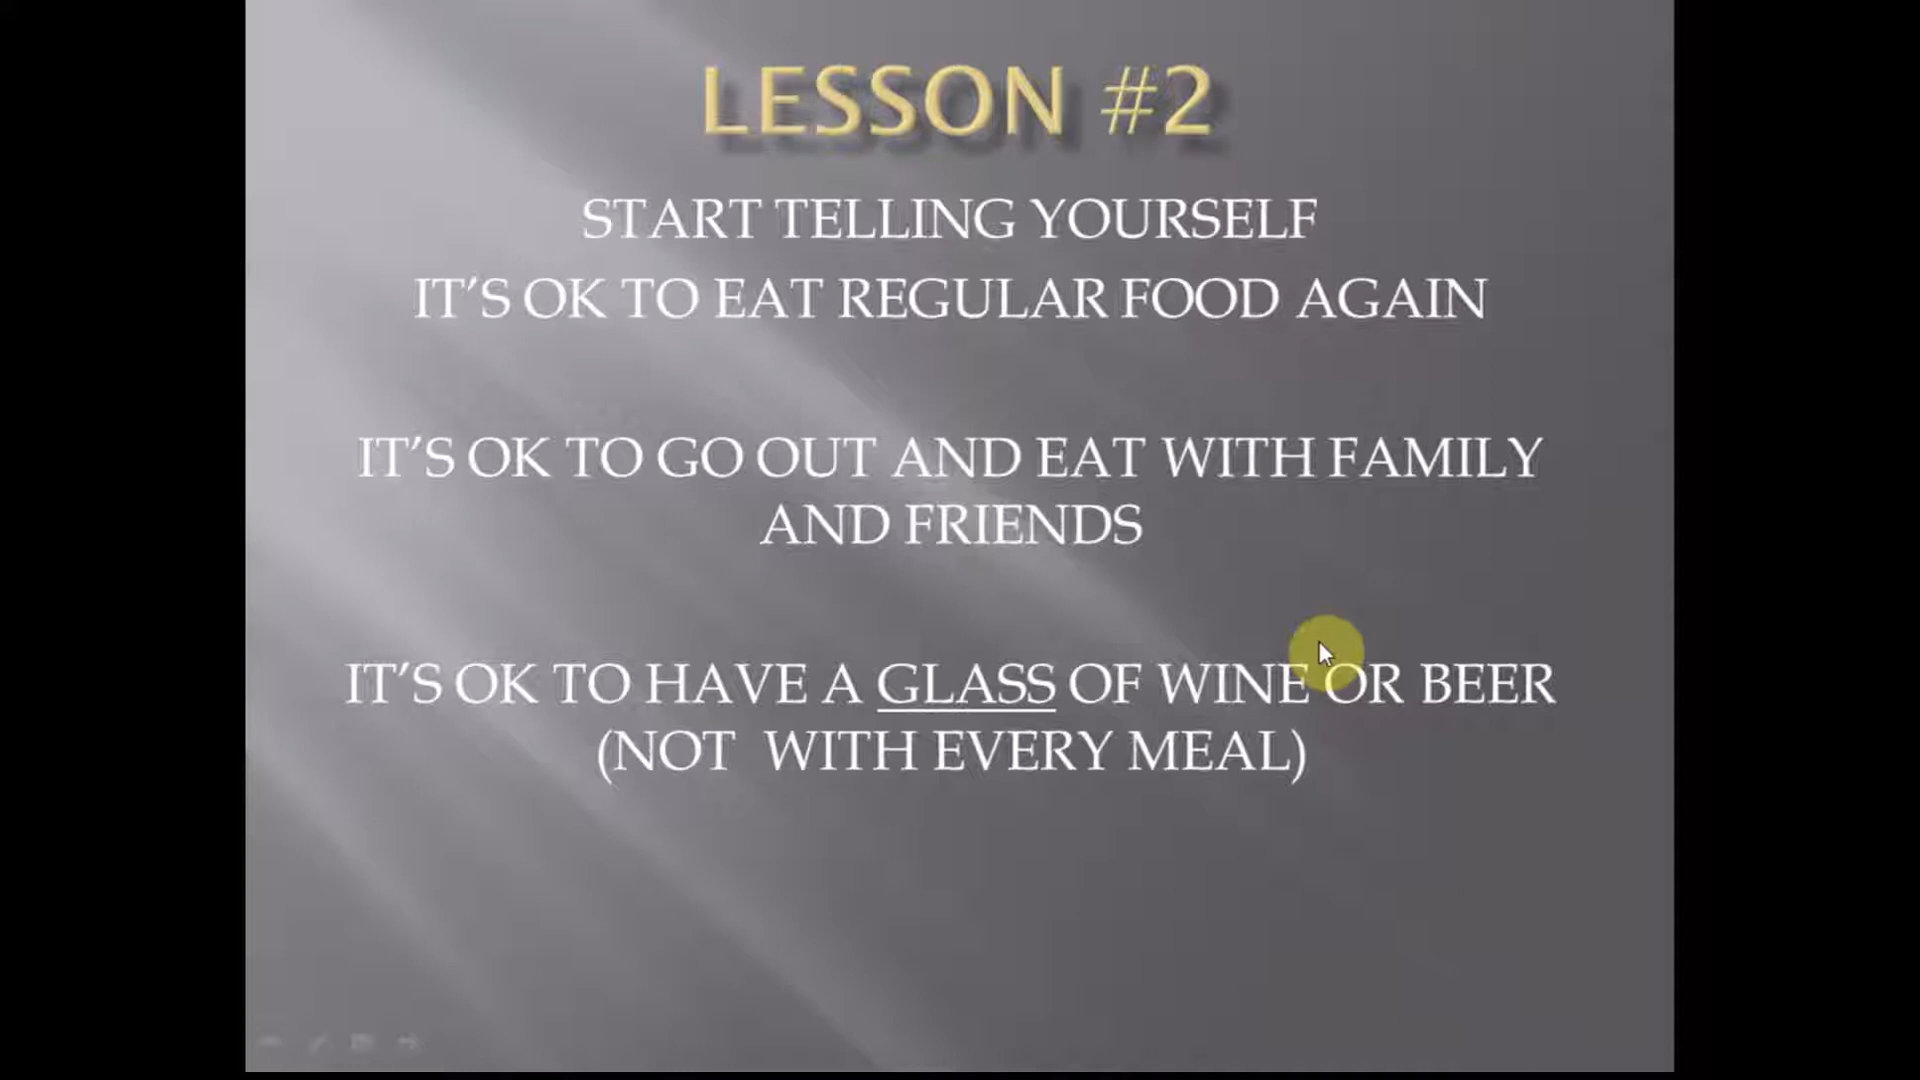 LESSON #2
START TELLING YOURSELF
IT’S OK TO EAT REGULAR FOOD AGAIN
IT’S OK TO GO OUT AND EAT WITH FAMILY
AND FRIENDS
IT’S OK TO HAVE A GLASS OF WINE OR BEER
(NOT WITH EVERY MEAL)